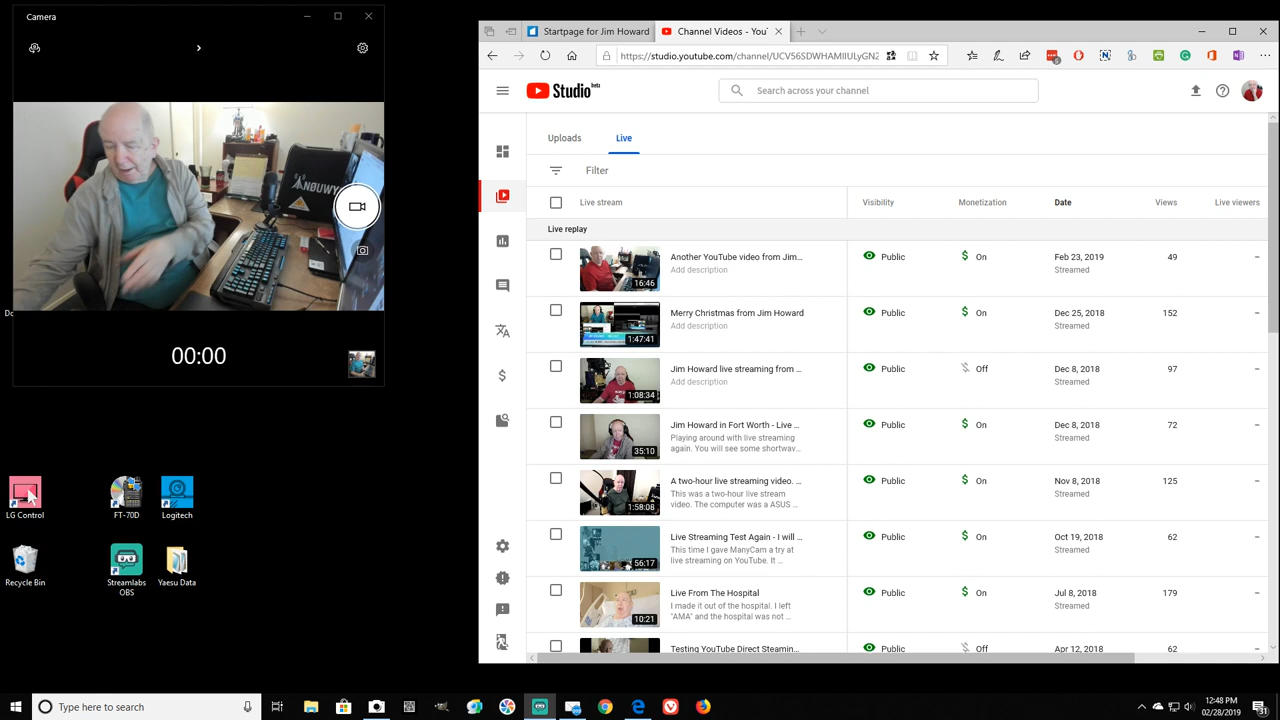 Camera
00:00
LG Control
FT-70D
Logitech
Recycle Bin
Streamlabs
OBS
Yaesu Data
Startpage for Jim Howard
Channel Videos - YouT
https://studio.youtube.com/channel/
Studio beta
Search across your channel
Uploads
Live
Filter
Live stream
Visibility
Monetization
Date
Views
Live viewers
Live replay
16:46
Another YouTube video from Jim...
Add description
Public
On
Feb 23, 2019
Streamed
49
–
1:47:41
Merry Christmas from Jim Howard
Add description
Public
On
Dec 25, 2018
Streamed
152
–
1:08:34
Jim Howard live streaming from ...
Add description
Public
Off
Dec 8, 2018
Streamed
97
–
35:10
Jim Howard in Fort Worth - Live ...
Playing around with live streaming
again. You will see some shortwav...
Public
On
Dec 8, 2018
Streamed
72
–
1:58:08
A two-hour live streaming video. ...
This was a two-hour live stream
video. The computer was a ASUS ...
Public
On
Nov 8, 2018
Streamed
125
–
56:17
Live Streaming Test Again - I will ...
This time I gave ManyCam a try at
live streaming on YouTube. It ...
Public
On
Oct 19, 2018
Streamed
62
–
10:21
Live From The Hospital
I made it out of the hospital. I left
"AMA" and the hospital was not ...
Public
On
Jul 8, 2018
Streamed
179
–
Testing YouTube Direct Steamin...
Public
Off
Apr 12, 2018
62
–
Type here to search
12:48 PM
02/28/2019
31